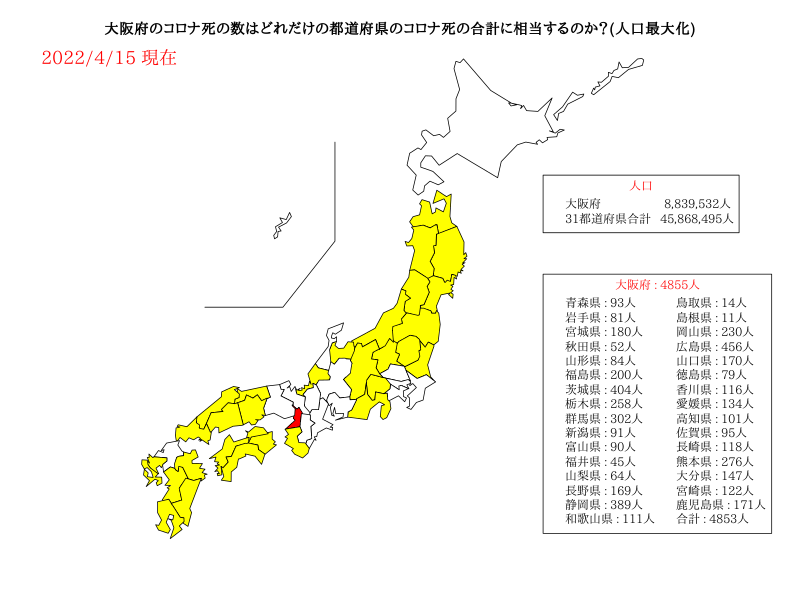 大阪府のコロナ死の数はどれだけの都道府県のコロナ死の合計に相当するのか?(人口最大化)
2022/4/15 現在
人口
大阪府 8,839,532人
31都道府県合計 45,868,495人
大阪府 : 4855人
青森県 : 93人 鳥取県 : 14人
岩手県 : 81人 島根県 : 11人
宮城県 : 180人 岡山県 : 230人
秋田県 : 52人 広島県 : 456人
山形県 : 84人 山口県 : 170人
福島県 : 200人 徳島県 : 79人
茨城県 : 404人 香川県 : 116人
栃木県 : 258人 愛媛県 : 134人
群馬県 : 302人 高知県 : 101人
新潟県 : 91人 佐賀県 : 95人
富山県 : 90人 長崎県 : 118人
福井県 : 45人 熊本県 : 276人
山梨県 : 64人 大分県 : 147人
長野県 : 169人 宮崎県 : 122人
静岡県 : 389人 鹿児島県 : 171人
和歌山県 : 111人 合計 : 4853人